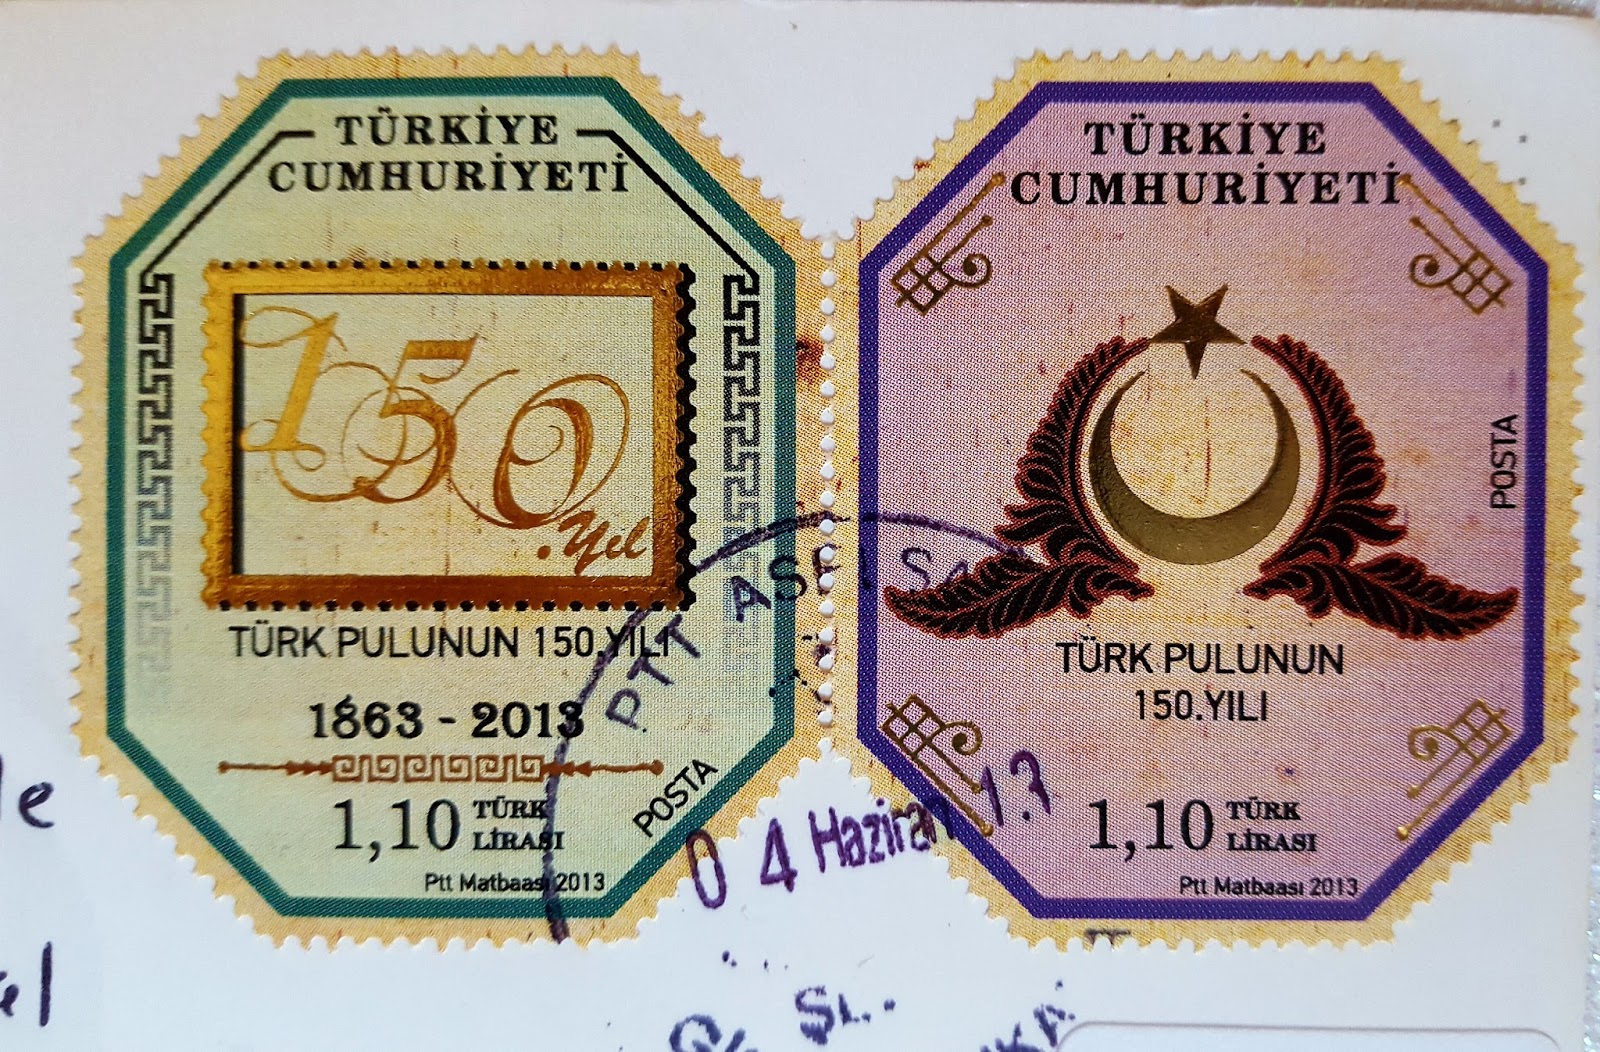 TÜRKİYE
CUMHURİYETİ
150.yıl
TÜRK PULUNUN 150.YILI
1863 - 2013
1,10 TÜRK
LİRASI
POSTA
Ptt Matbaası 2013
TÜRKİYE
CUMHURİYETİ
POSTA
TÜRK PULUNUN
150.YILI
1,10 TÜRK
LİRASI
Ptt Matbaası 2013
PTT
04 Haziran 13